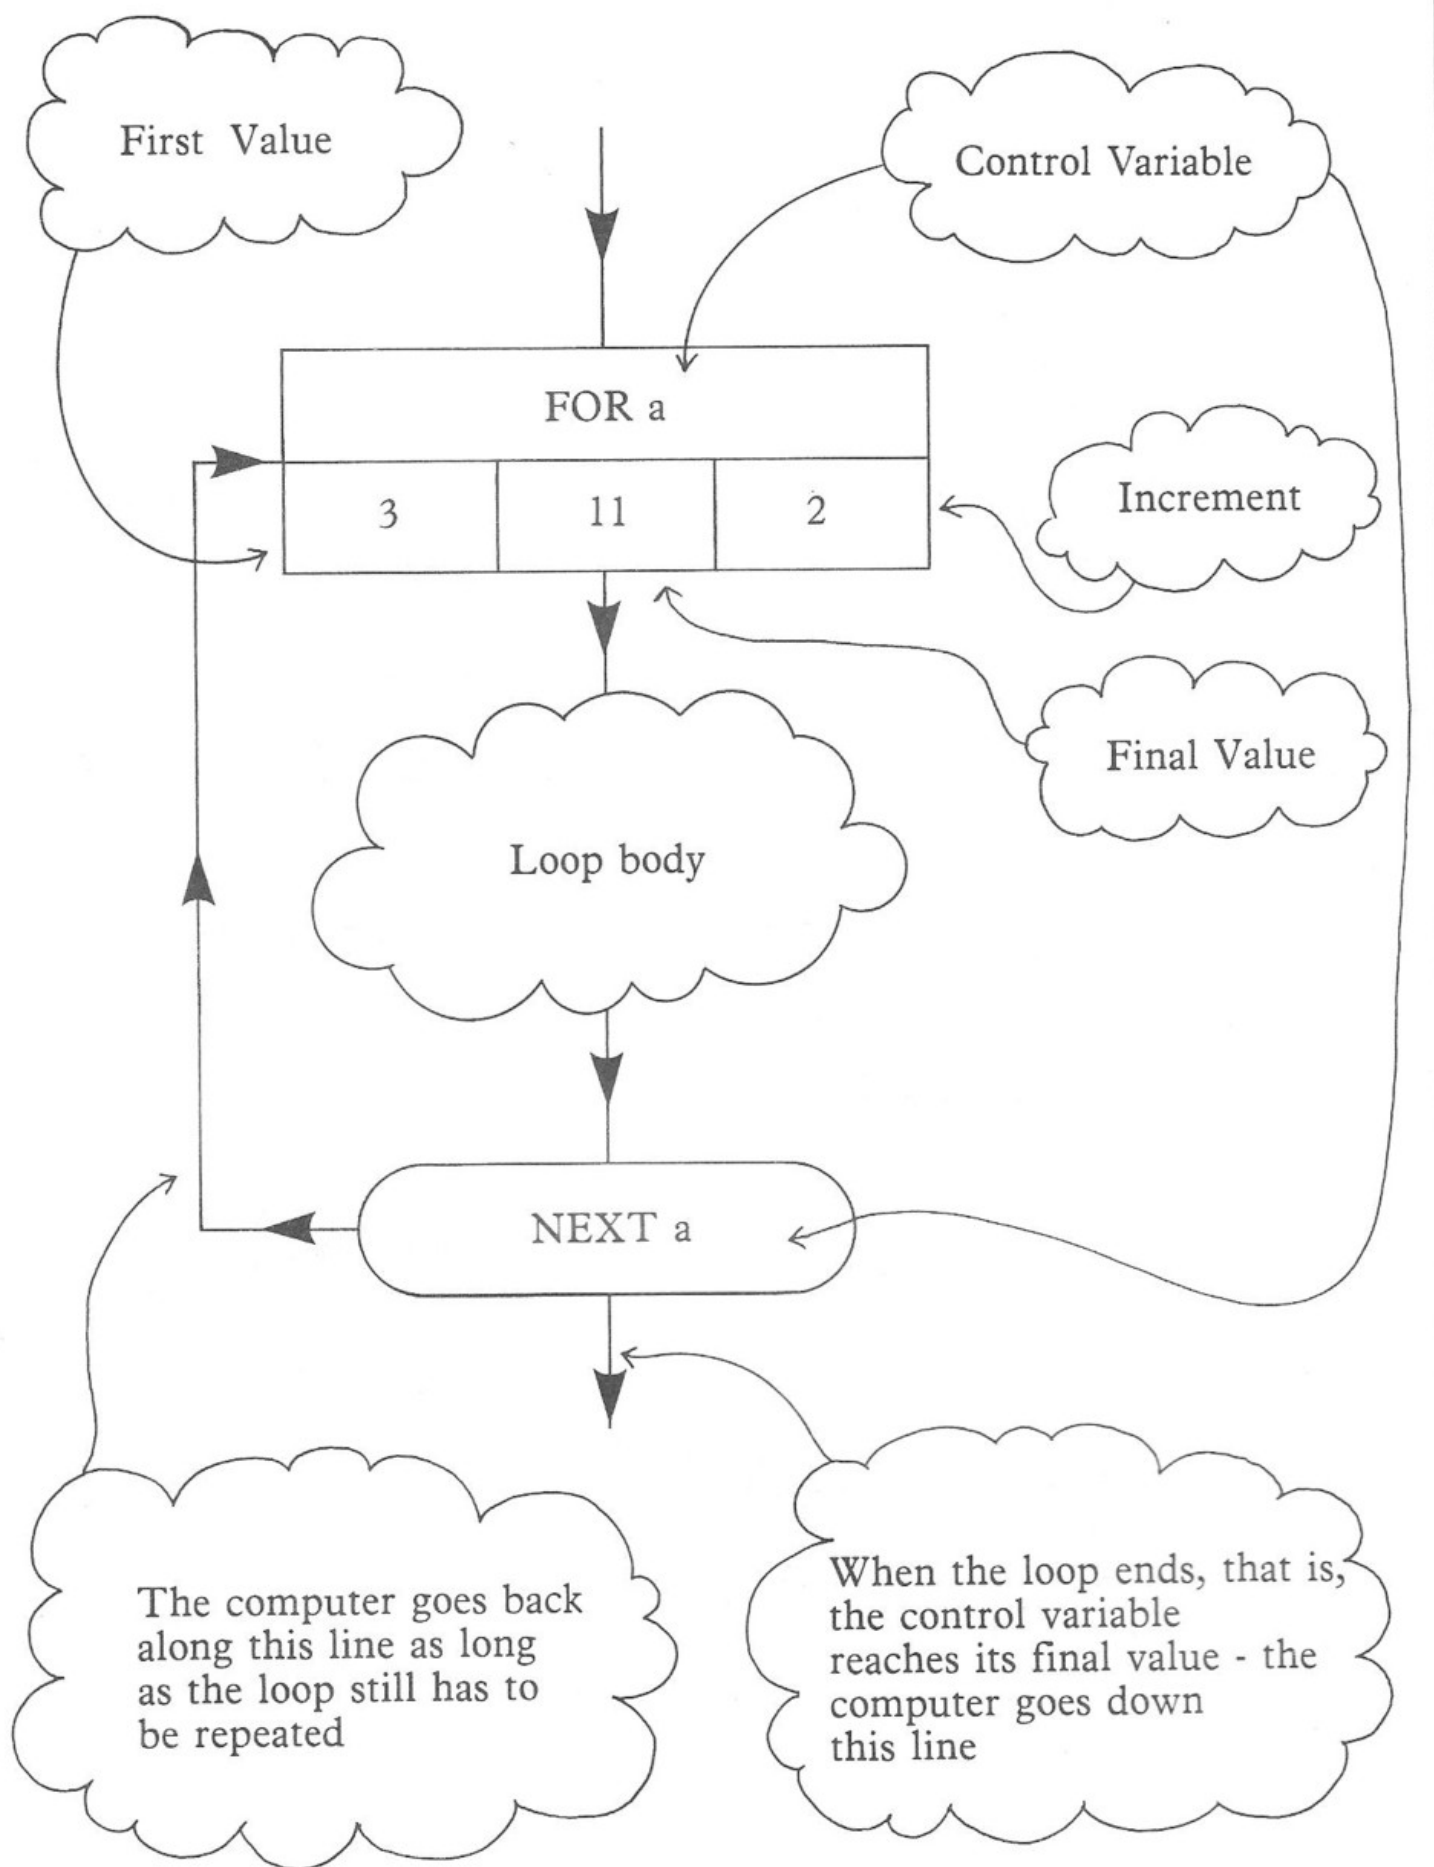 First Value
Control Variable
FOR a
3 11 2
Increment
Final Value
Loop body
NEXT a
The computer goes back
along this line as long
as the loop still has to
be repeated
When the loop ends, that is,
the control variable
reaches its final value - the
computer goes down
this line